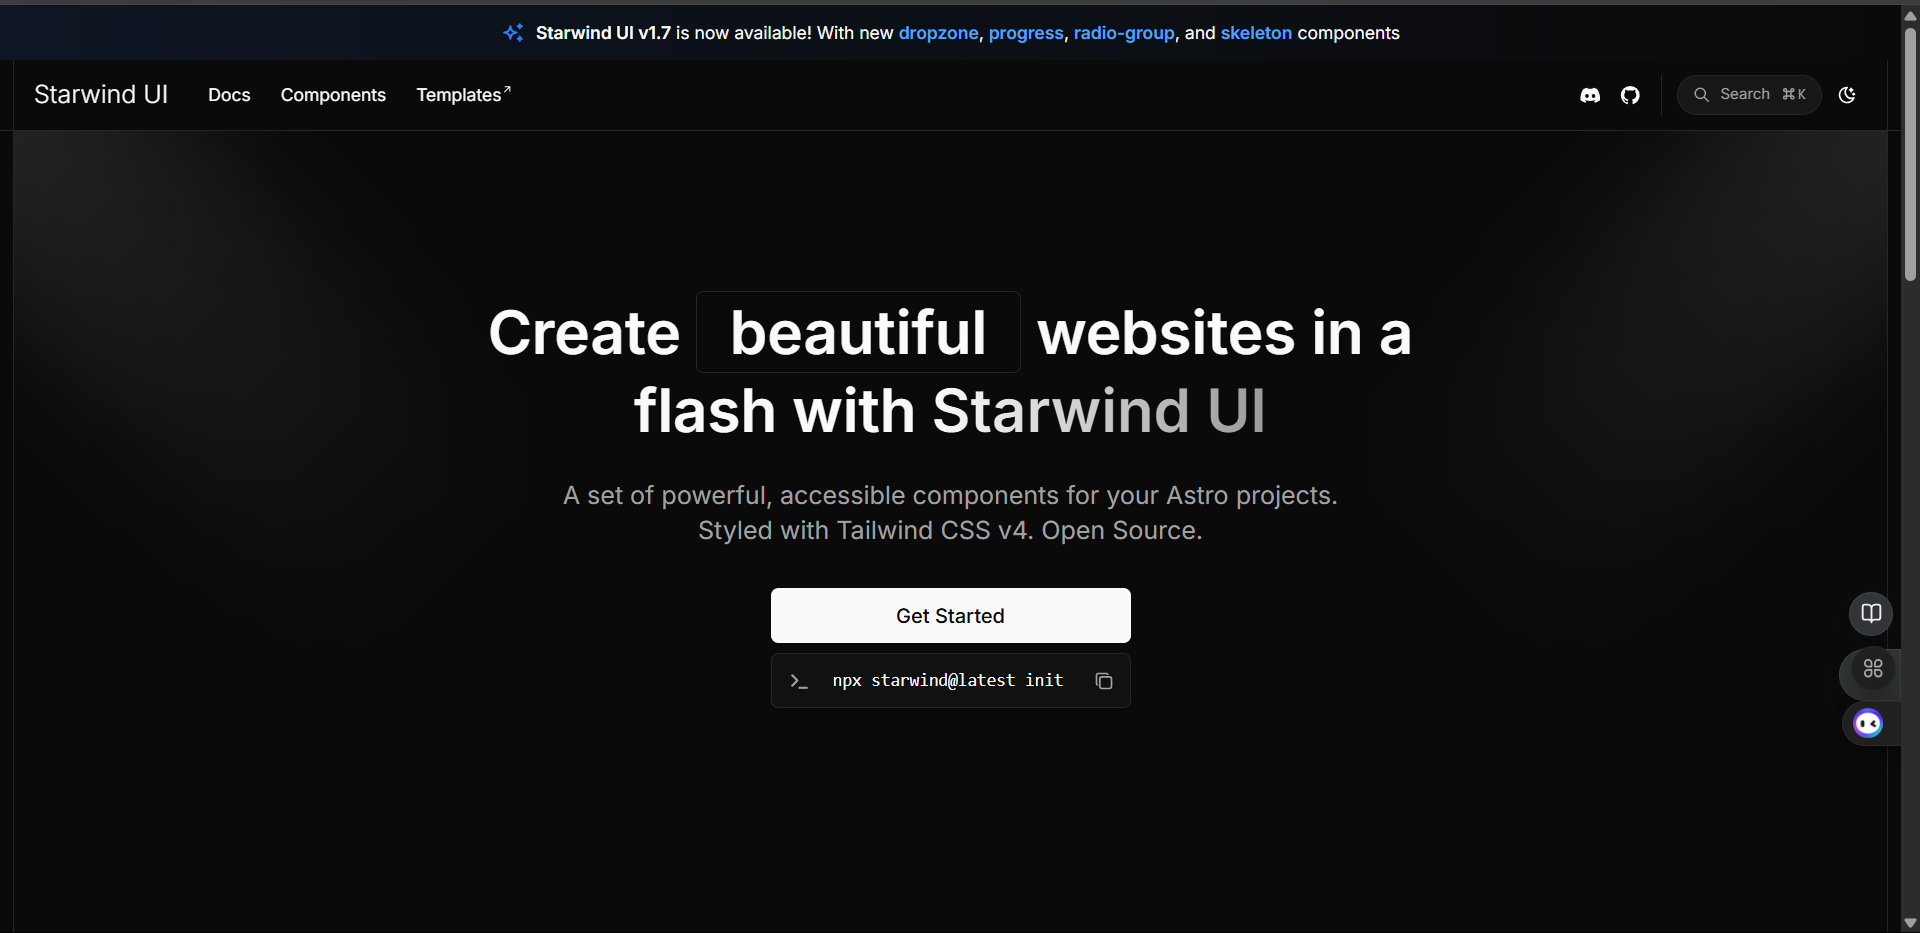 Starwind UI v1.7 is now available! With new dropzone, progress, radio-group, and skeleton components
Starwind UI Docs Components Templates↗ Search ⌘K
Create beautiful websites in a
flash with Starwind UI
A set of powerful, accessible components for your Astro projects.
Styled with Tailwind CSS v4. Open Source.
Get Started
>_ npx starwind@latest init